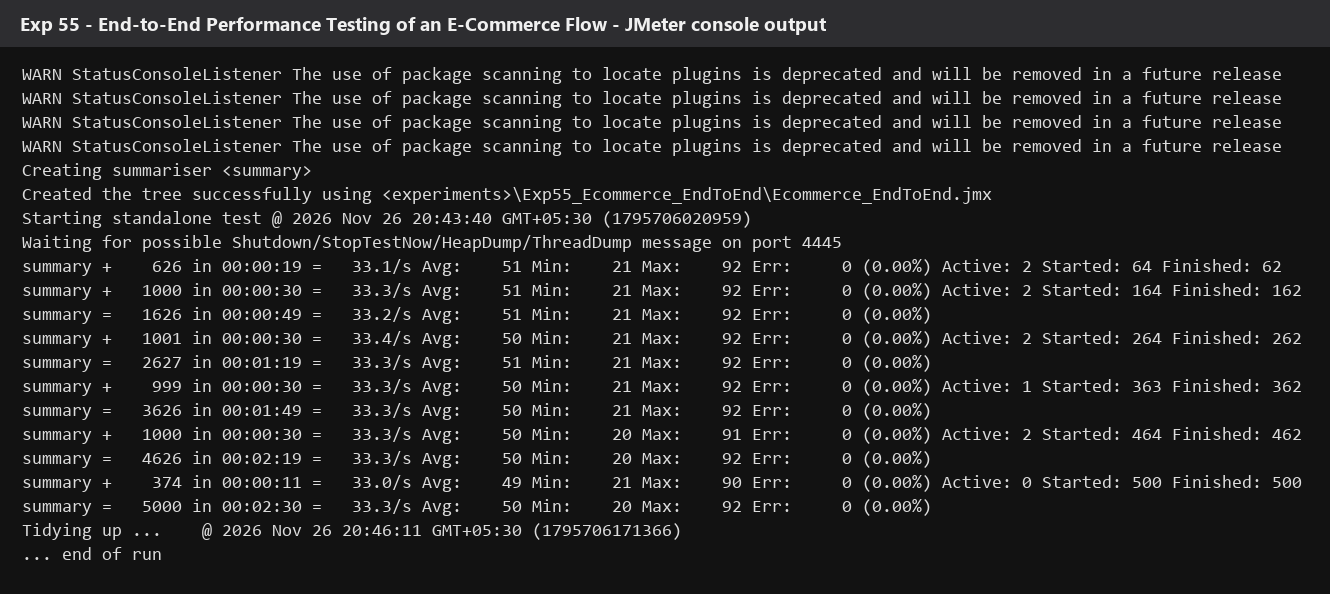 Exp 55 - End-to-End Performance Testing of an E-Commerce Flow - JMeter console output
WARN StatusConsoleListener The use of package scanning to locate plugins is deprecated and will be removed in a future release
WARN StatusConsoleListener The use of package scanning to locate plugins is deprecated and will be removed in a future release
WARN StatusConsoleListener The use of package scanning to locate plugins is deprecated and will be removed in a future release
WARN StatusConsoleListener The use of package scanning to locate plugins is deprecated and will be removed in a future release
Creating summariser <summary>
Created the tree successfully using <experiments>\Exp55_Ecommerce_EndToEnd\Ecommerce_EndToEnd.jmx
Starting standalone test @ 2026 Nov 26 20:43:40 GMT+05:30 (1795706020959)
Waiting for possible Shutdown/StopTestNow/HeapDump/ThreadDump message on port 4445
summary +    626 in 00:00:19 =   33.1/s Avg:    51 Min:    21 Max:    92 Err:     0 (0.00%) Active: 2 Started: 64 Finished: 62
summary +   1000 in 00:00:30 =   33.3/s Avg:    51 Min:    21 Max:    92 Err:     0 (0.00%) Active: 2 Started: 164 Finished: 162
summary =   1626 in 00:00:49 =   33.2/s Avg:    51 Min:    21 Max:    92 Err:     0 (0.00%)
summary +   1001 in 00:00:30 =   33.4/s Avg:    50 Min:    21 Max:    92 Err:     0 (0.00%) Active: 2 Started: 264 Finished: 262
summary =   2627 in 00:01:19 =   33.3/s Avg:    51 Min:    21 Max:    92 Err:     0 (0.00%)
summary +    999 in 00:00:30 =   33.3/s Avg:    50 Min:    21 Max:    92 Err:     0 (0.00%) Active: 1 Started: 363 Finished: 362
summary =   3626 in 00:01:49 =   33.3/s Avg:    50 Min:    21 Max:    92 Err:     0 (0.00%)
summary +   1000 in 00:00:30 =   33.3/s Avg:    50 Min:    20 Max:    91 Err:     0 (0.00%) Active: 2 Started: 464 Finished: 462
summary =   4626 in 00:02:19 =   33.3/s Avg:    50 Min:    20 Max:    92 Err:     0 (0.00%)
summary +    374 in 00:00:11 =   33.0/s Avg:    49 Min:    21 Max:    90 Err:     0 (0.00%) Active: 0 Started: 500 Finished: 500
summary =   5000 in 00:02:30 =   33.3/s Avg:    50 Min:    20 Max:    92 Err:     0 (0.00%)
Tidying up ...    @ 2026 Nov 26 20:46:11 GMT+05:30 (1795706171366)
... end of run